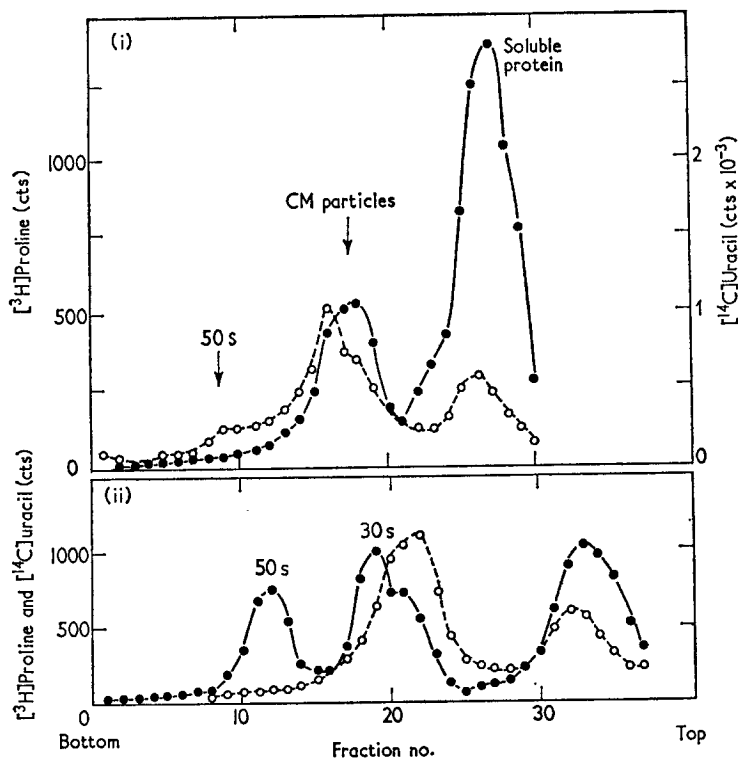 (i)
Soluble
protein
CM particles
50 s
1000
500
0
[³H]Proline (cts)
2
1
0
[¹⁴C]Uracil (cts x 10⁻³)
(ii)
50 s
30 s
1000
500
[³H]Proline and [¹⁴C]uracil (cts)
0
10
20
30
Bottom
Fraction no.
Top